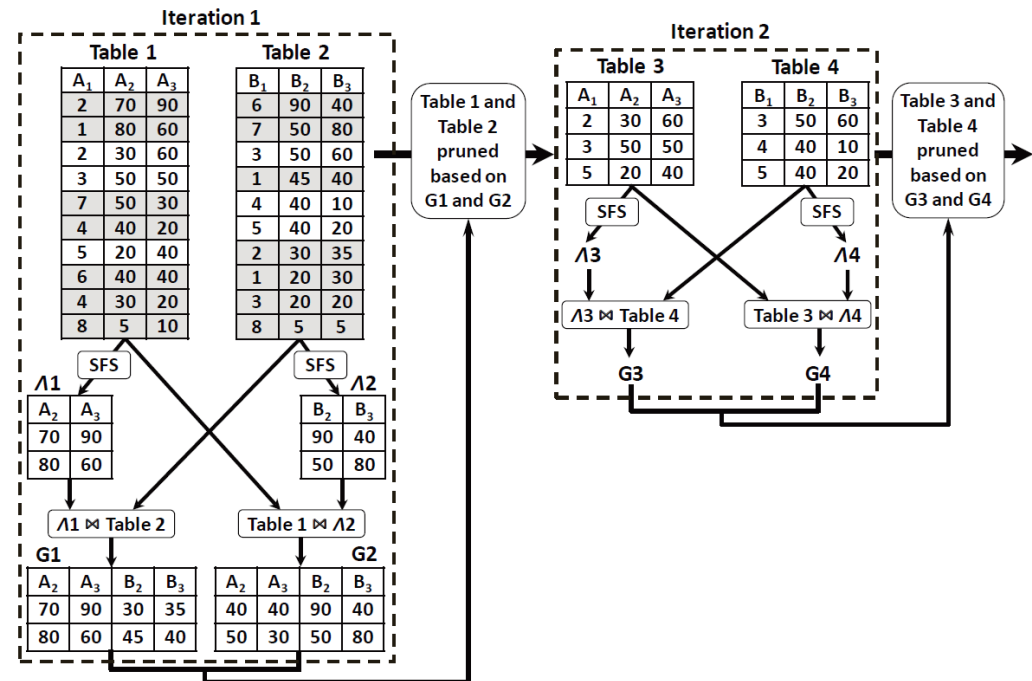 Iteration 1
Table 1
A₁ A₂ A₃
2 70 90
1 80 60
2 30 60
3 50 50
7 50 30
4 40 20
5 20 40
6 40 40
4 30 20
8 5 10
Table 2
B₁ B₂ B₃
6 90 40
7 50 80
3 50 60
1 45 40
4 40 10
5 40 20
2 30 35
1 20 30
3 20 20
8 5 5
SFS
SFS
Λ1
A₂ A₃
70 90
80 60
Λ2
B₂ B₃
90 40
50 80
Λ1 ⋈ Table 2
Table 1 ⋈ Λ2
G1
A₂ A₃ B₂ B₃
70 90 30 35
80 60 45 40
G2
A₂ A₃ B₂ B₃
40 40 90 40
50 30 50 80
Table 1 and
Table 2
pruned
based on
G1 and G2
Iteration 2
Table 3
A₁ A₂ A₃
2 30 60
3 50 50
5 20 40
Table 4
B₁ B₂ B₃
3 50 60
4 40 10
5 40 20
SFS
SFS
Λ3
Λ4
Λ3 ⋈ Table 4
Table 3 ⋈ Λ4
G3
G4
Table 3 and
Table 4
pruned
based on
G3 and G4